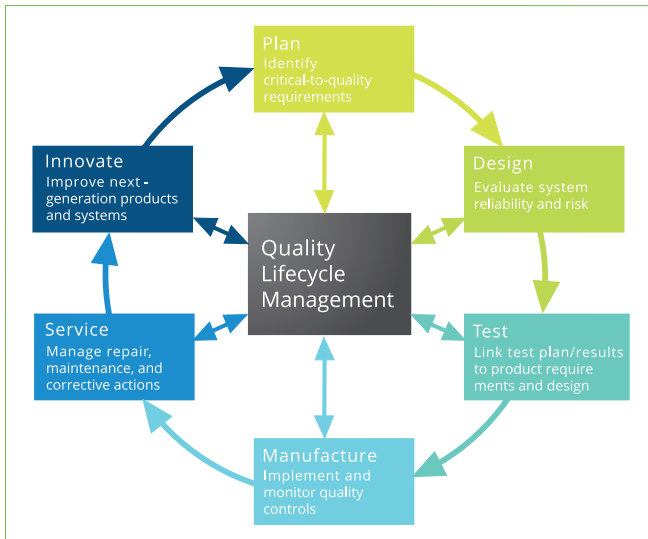 Plan
Identify
critical-to-quality
requirements
Design
Evaluate system
reliability and risk
Test
Link test plan/results
to product require
ments and design
Manufacture
Implement and
monitor quality
controls
Service
Manage repair,
maintenance, and
corrective actions
Innovate
Improve next-
generation products
and systems
Quality
Lifecycle
Management